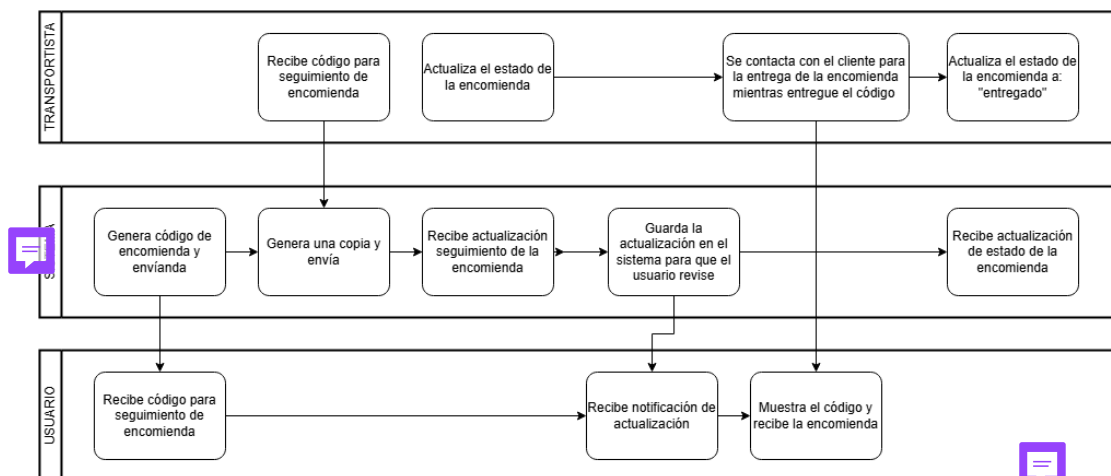 TRANSPORTISTA
Recibe código para
seguimiento de
encomienda
Actualiza el estado de
la encomienda
Se contacta con el cliente para
la entrega de la encomienda
mientras entregue el código
Actualiza el estado de
la encomienda a:
"entregado"
Genera código de
encomienda y
envíanda
Genera una copia y
envía
Recibe actualización
seguimiento de la
encomienda
Guarda la
actualización en el
sistema para que el
usuario revise
Recibe actualización
de estado de la
encomienda
USUARIO
Recibe código para
seguimiento de
encomienda
Recibe notificación de
actualización
Muestra el código y
recibe la encomienda